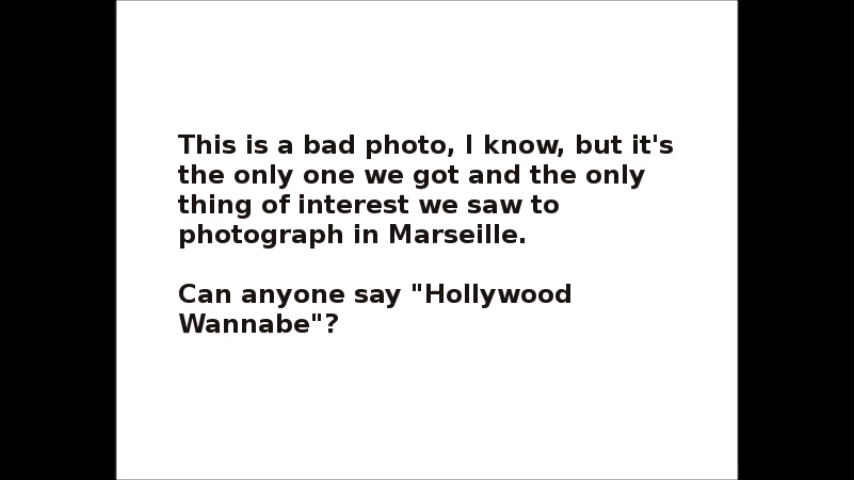 This is a bad photo, I know, but it's
the only one we got and the only
thing of interest we saw to
photograph in Marseille.
Can anyone say "Hollywood
Wannabe"?